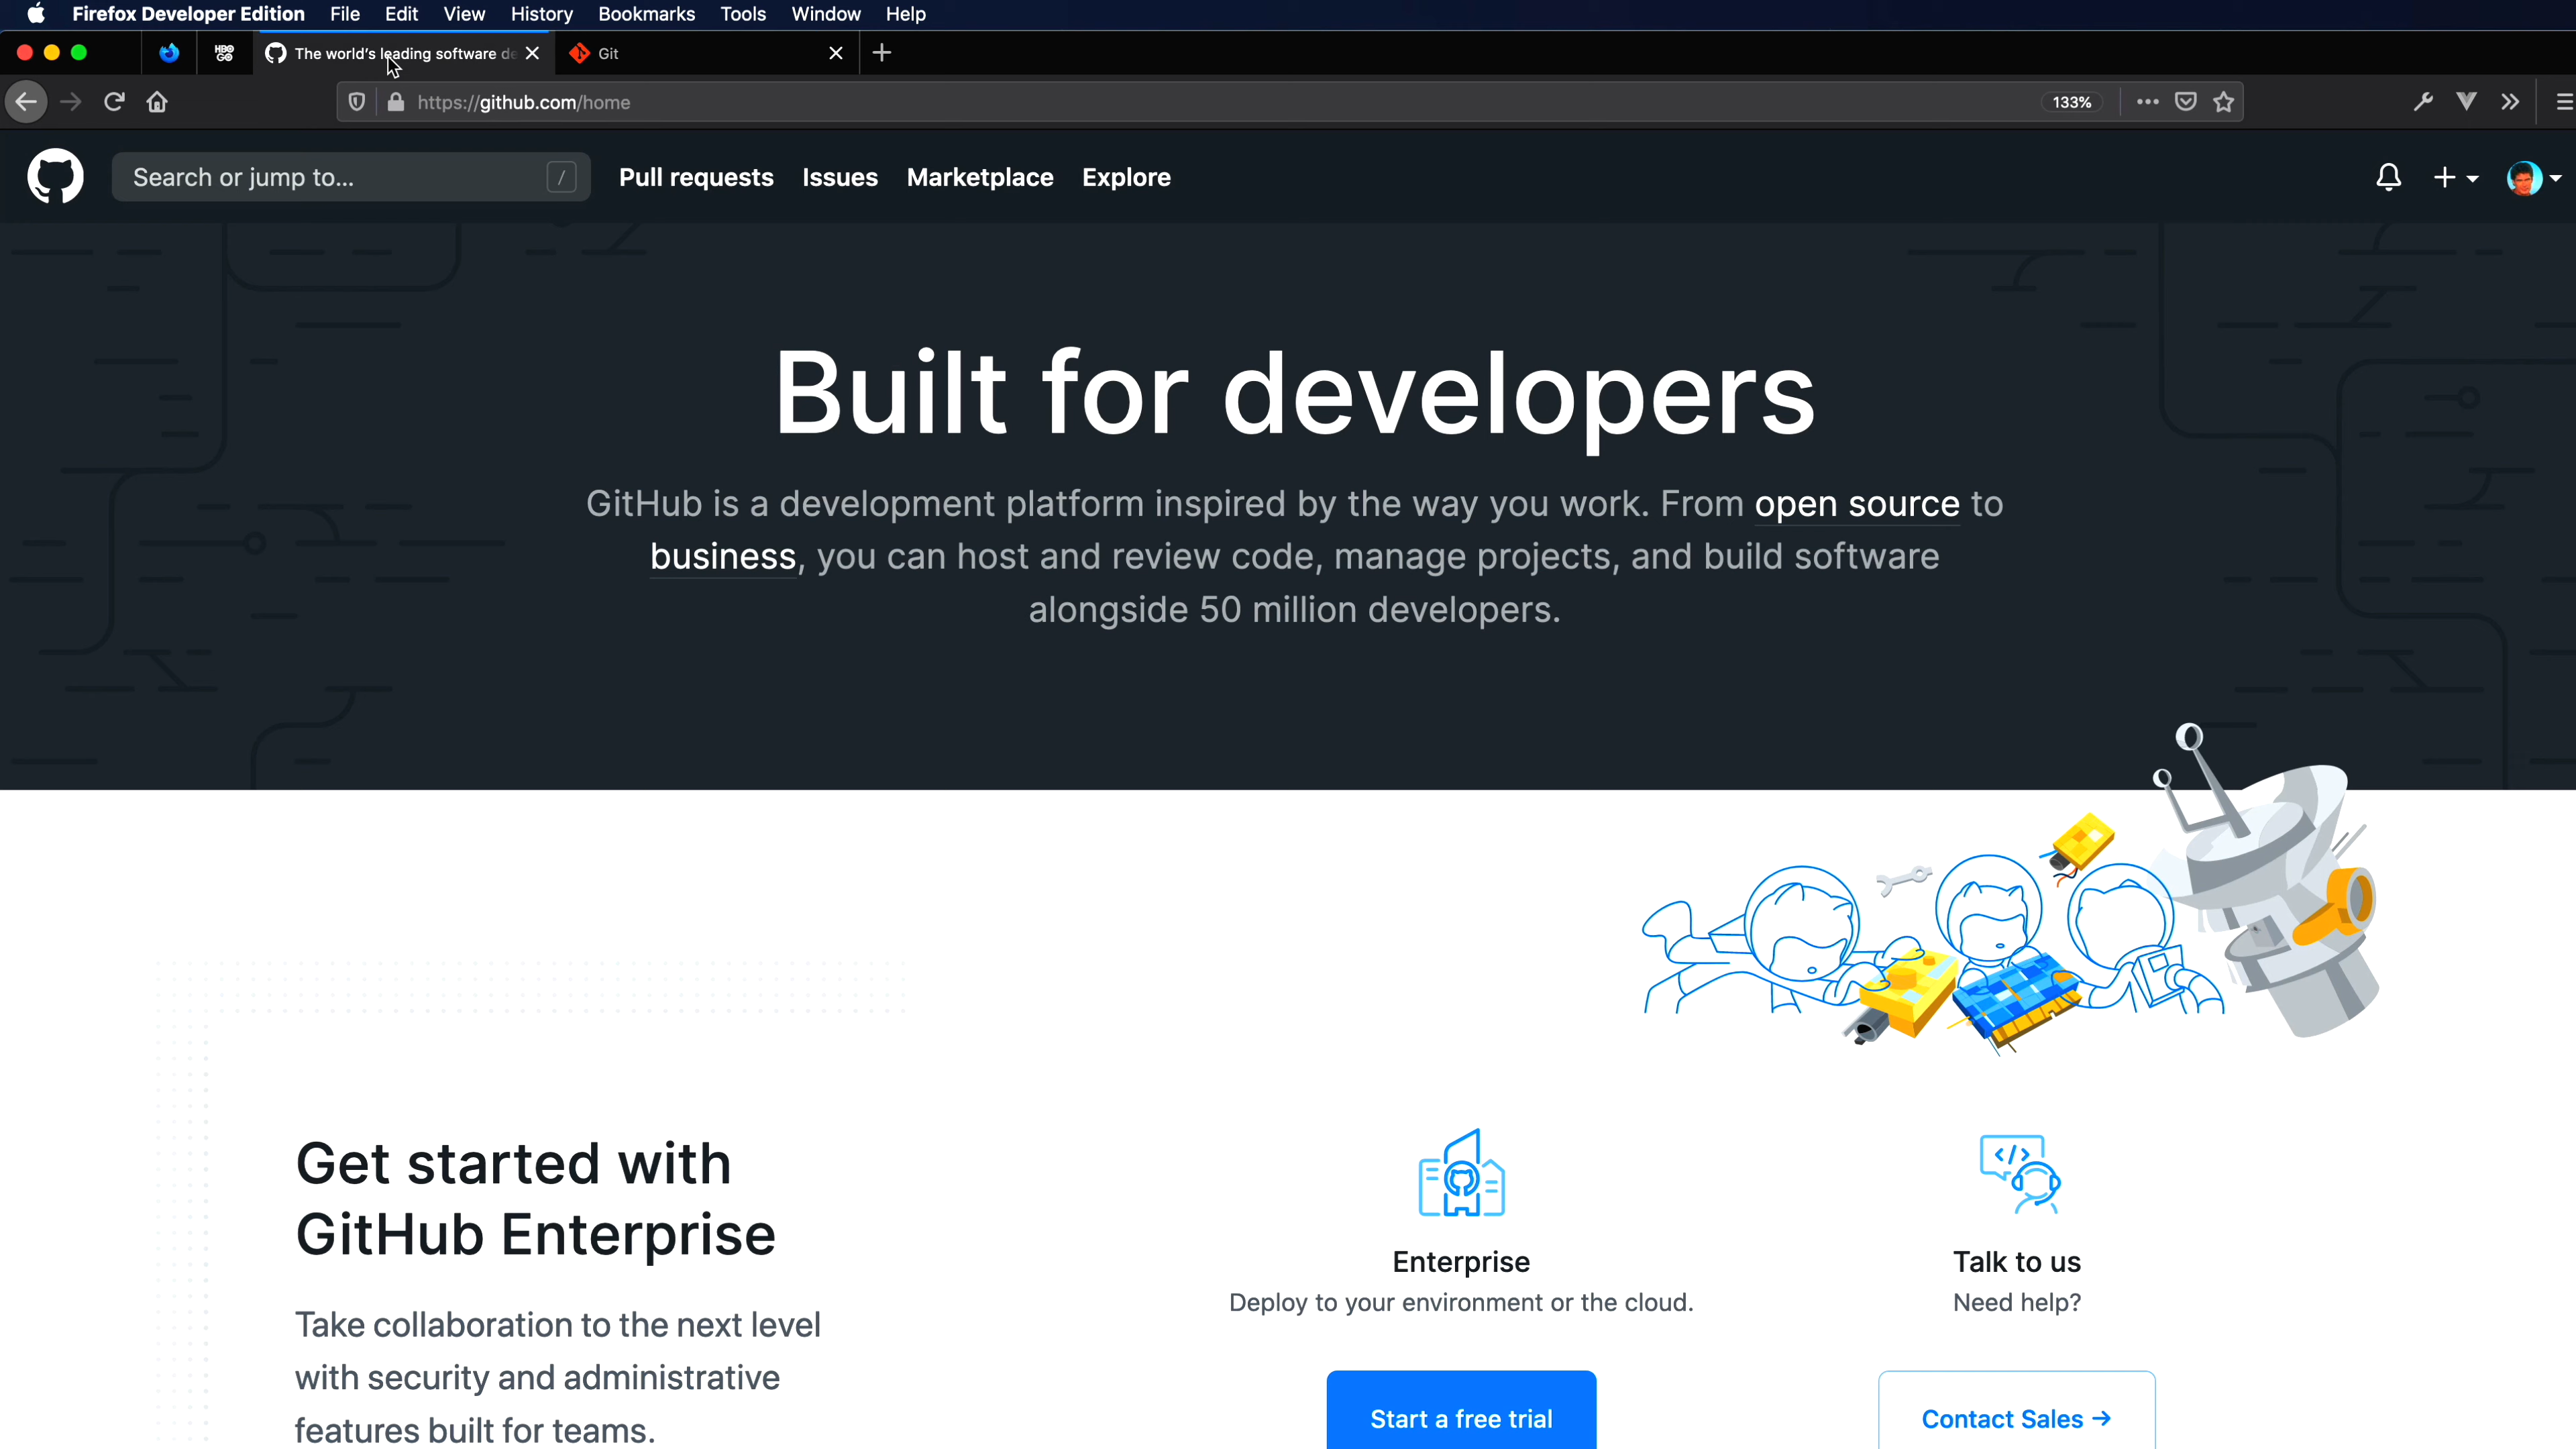 Firefox Developer Edition File Edit View History Bookmarks Tools Window Help
HBO GO The world's leading software de Git
https://github.com/home 133%
Search or jump to... / Pull requests Issues Marketplace Explore
Built for developers
GitHub is a development platform inspired by the way you work. From open source to
business, you can host and review code, manage projects, and build software
alongside 50 million developers.
Get started with
GitHub Enterprise
Take collaboration to the next level
with security and administrative
features built for teams.
Enterprise
Deploy to your environment or the cloud.
Start a free trial
</> 
Talk to us
Need help?
Contact Sales →